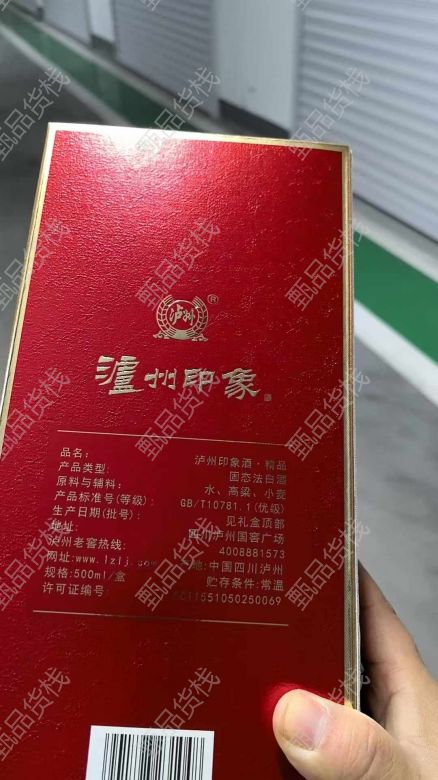 泸州
®
瀘州印象
品名: 泸州印象酒·精品
产品类型: 固态法白酒
原料与辅料: 水、高粱、小麦
产品标准号(等级): GB/T10781.1(优级)
生产日期(批号): 见礼盒顶部
地址: 四川泸州国窖广场
泸州老窖热线: 4008881573
网址:www.lzlj. 产地:中国四川泸州
规格:500ml/盒 贮存条件:常温
许可证编号: SC11551050250069
甄品货栈